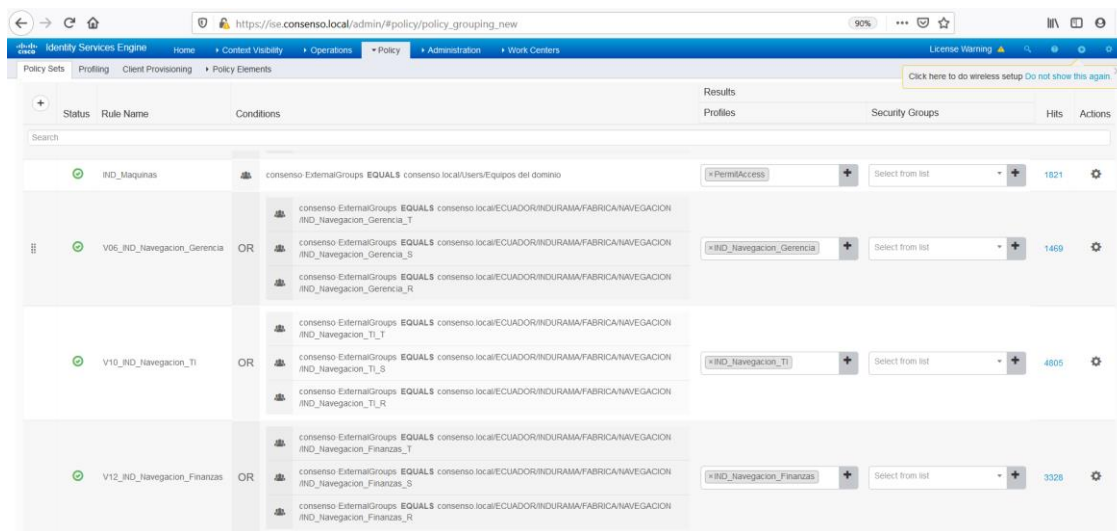 https://ise.consenso.local/admin/#policy/policy_grouping_new
90%
cisco Identity Services Engine Home Context Visibility Operations Policy Administration Work Centers License Warning
Policy Sets Profiling Client Provisioning Policy Elements
Click here to do wireless setup Do not show this again.
Results
Status Rule Name Conditions Profiles Security Groups Hits Actions
Search
IND_Maquinas consenso·ExternalGroups EQUALS consenso.local/Users/Equipos del dominio PermitAccess Select from list 1821
consenso·ExternalGroups EQUALS consenso.local/ECUADOR/INDURAMA/FABRICA/NAVEGACION
/IND_Navegacion_Gerencia_T
V06_IND_Navegacion_Gerencia OR consenso·ExternalGroups EQUALS consenso.local/ECUADOR/INDURAMA/FABRICA/NAVEGACION
/IND_Navegacion_Gerencia_S
IND_Navegacion_Gerencia Select from list 1469
consenso·ExternalGroups EQUALS consenso.local/ECUADOR/INDURAMA/FABRICA/NAVEGACION
/IND_Navegacion_Gerencia_R
consenso·ExternalGroups EQUALS consenso.local/ECUADOR/INDURAMA/FABRICA/NAVEGACION
/IND_Navegacion_TI_T
V10_IND_Navegacion_TI OR consenso·ExternalGroups EQUALS consenso.local/ECUADOR/INDURAMA/FABRICA/NAVEGACION
/IND_Navegacion_TI_S
IND_Navegacion_TI Select from list 4805
consenso·ExternalGroups EQUALS consenso.local/ECUADOR/INDURAMA/FABRICA/NAVEGACION
/IND_Navegacion_TI_R
consenso·ExternalGroups EQUALS consenso.local/ECUADOR/INDURAMA/FABRICA/NAVEGACION
/IND_Navegacion_Finanzas_T
V12_IND_Navegacion_Finanzas OR consenso·ExternalGroups EQUALS consenso.local/ECUADOR/INDURAMA/FABRICA/NAVEGACION
/IND_Navegacion_Finanzas_S
IND_Navegacion_Finanzas Select from list 3328
consenso·ExternalGroups EQUALS consenso.local/ECUADOR/INDURAMA/FABRICA/NAVEGACION
/IND_Navegacion_Finanzas_R